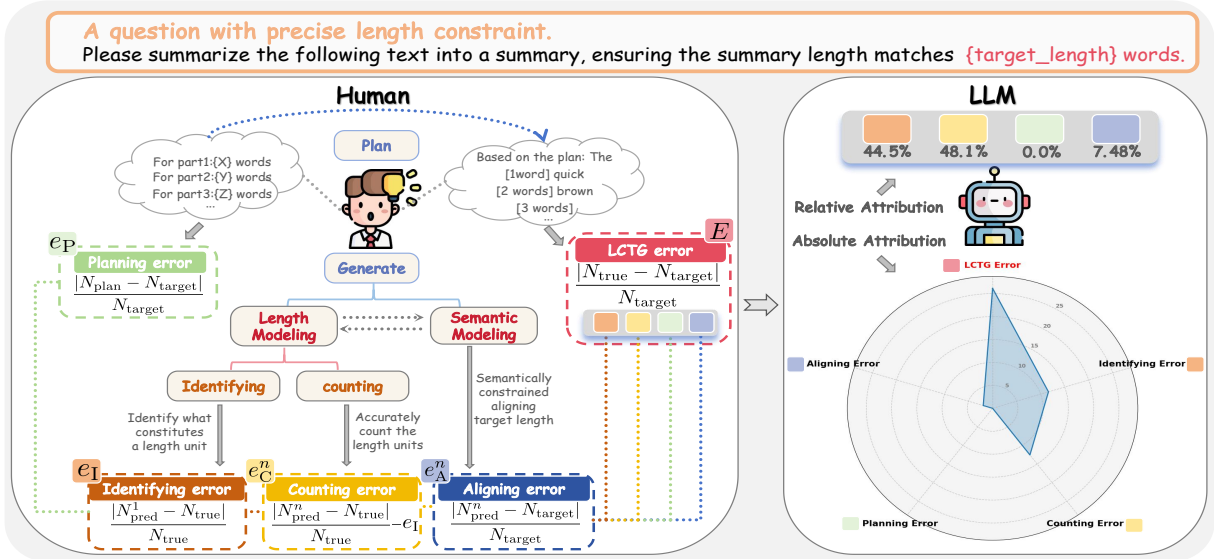 A question with precise length constraint.
Please summarize the following text into a summary, ensuring the summary length matches {target_length} words.
Human
Plan
For part1:{X} words
For part2:{Y} words
For part3:{Z} words
...
Based on the plan: The
[1word] quick
[2 words] brown
[3 words]
...
e_P
Planning error
|N_plan − N_target|
N_target
Generate
E
LCTG error
|N_true − N_target|
N_target
Length
Modeling
Semantic
Modeling
Identifying
counting
Identify what
constitutes
a length unit
Accurately
count the
length units
Semantically
constrained
aligning
target length
e_I
Identifying error
|N^1_pred − N_true|
N_true
e^n_C
Counting error
|N^n_pred − N_true|
N_true
−e_I
e^n_A
Aligning error
|N^n_pred − N_target|
N_target
LLM
44.5% 48.1% 0.0% 7.48%
Relative Attribution
Absolute Attribution
LCTG Error
25
20
15
10
5
Aligning Error
Identifying Error
Planning Error
Counting Error